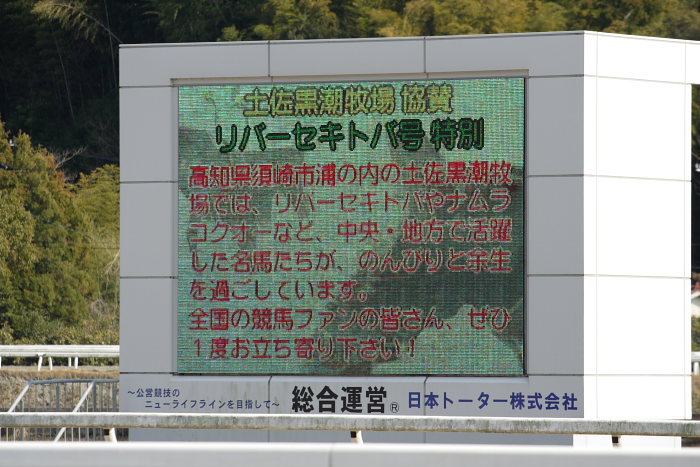 土佐黒潮牧場 協賛
リバーセキトバ号 特別
高知県須崎市浦の内の土佐黒潮牧
場では、リバーセキトバやナムラ
コクオーなど、中央・地方で活躍
した名馬たちが、のんびりと余生
を過ごしています。
全国の競馬ファンの皆さん、ぜひ
１度お立ち寄り下さい！
～公営競技の
ニューライフラインを目指して～
総合運営® 日本トーター株式会社